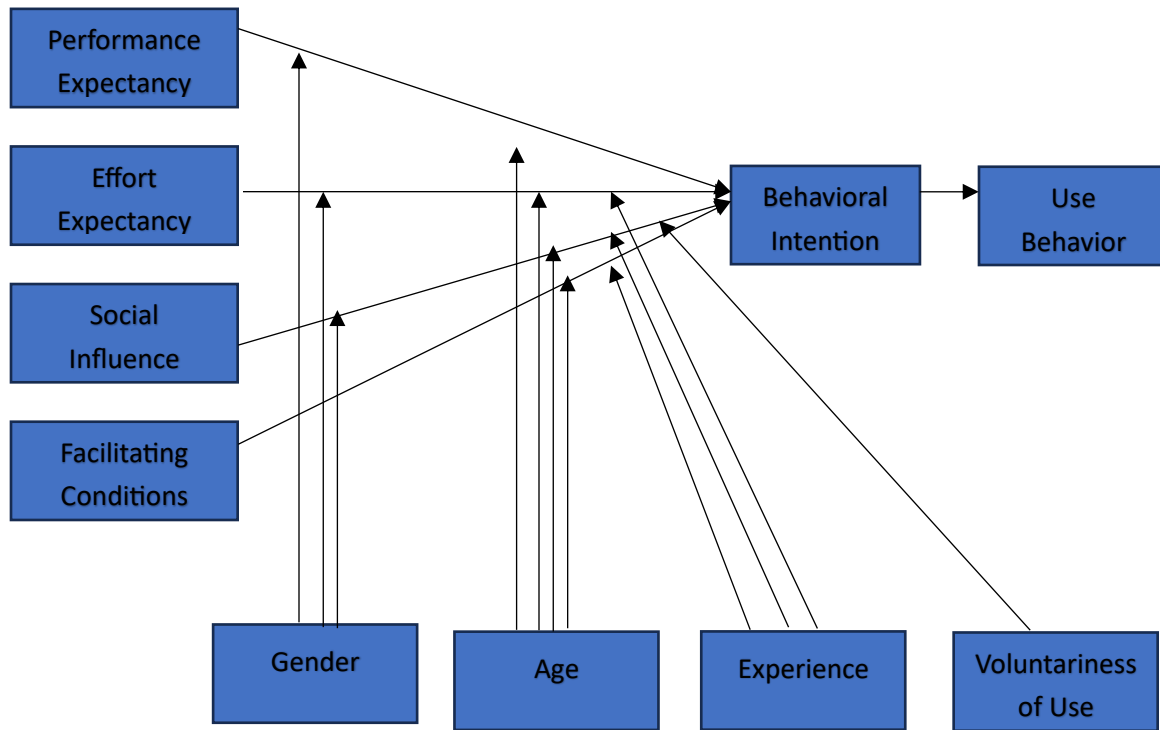 Performance
Expectancy
Effort
Expectancy
Social
Influence
Facilitating
Conditions
Behavioral
Intention
Use
Behavior
Gender
Age
Experience
Voluntariness
of Use